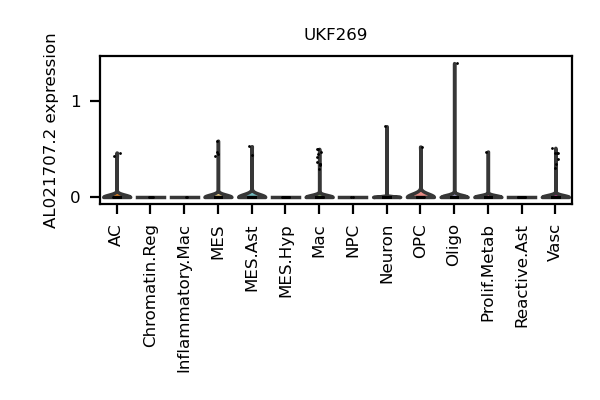 UKF269
AL021707.2 expression
1
0
AC
Chromatin.Reg
Inflammatory.Mac
MES
MES.Ast
MES.Hyp
Mac
NPC
Neuron
OPC
Oligo
Prolif.Metab
Reactive.Ast
Vasc